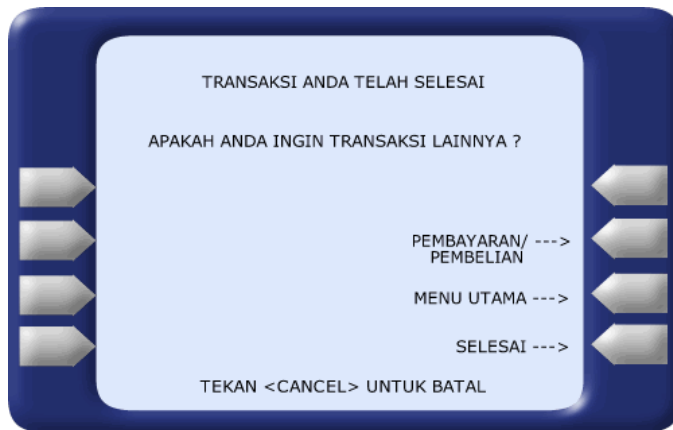 TRANSAKSI ANDA TELAH SELESAI
APAKAH ANDA INGIN TRANSAKSI LAINNYA ?
PEMBAYARAN/ --->
PEMBELIAN
MENU UTAMA --->
SELESAI --->
TEKAN <CANCEL> UNTUK BATAL